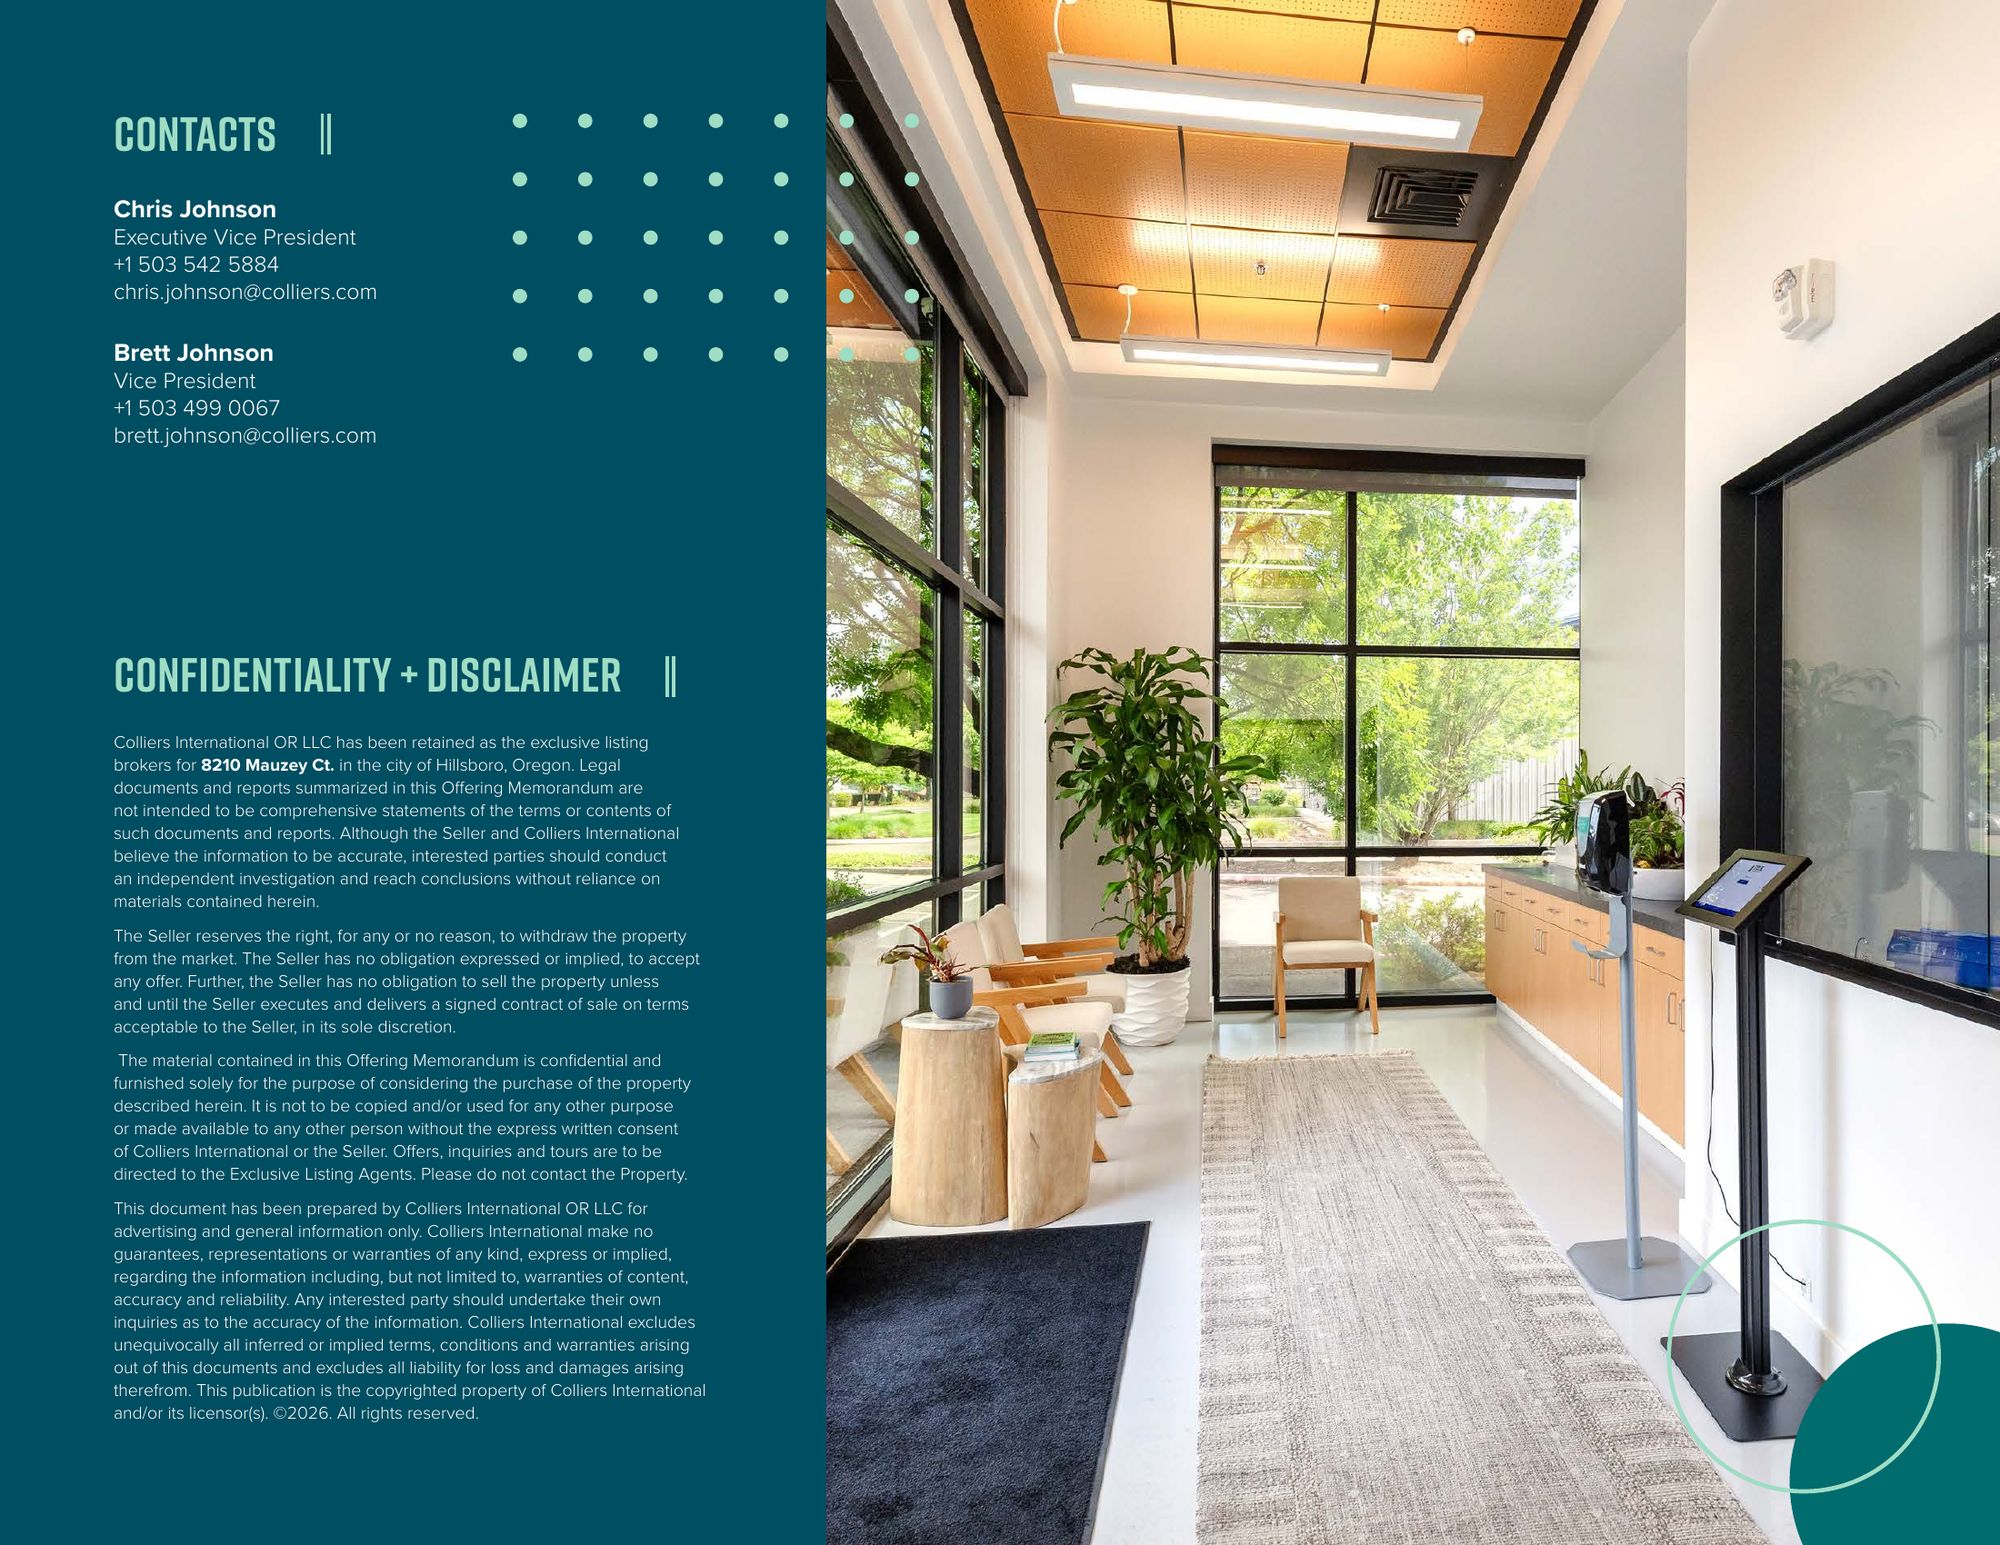 CONTACTS
Chris Johnson
Executive Vice President
+1 503 542 5884
chris.johnson@colliers.com
Brett Johnson
Vice President
+1 503 499 0067
brett.johnson@colliers.com
CONFIDENTIALITY + DISCLAIMER
Colliers International OR LLC has been retained as the exclusive listing
brokers for 8210 Mauzey Ct. in the city of Hillsboro, Oregon. Legal
documents and reports summarized in this Offering Memorandum are
not intended to be comprehensive statements of the terms or contents of
such documents and reports. Although the Seller and Colliers International
believe the information to be accurate, interested parties should conduct
an independent investigation and reach conclusions without reliance on
materials contained herein.
The Seller reserves the right, for any or no reason, to withdraw the property
from the market. The Seller has no obligation expressed or implied, to accept
any offer. Further, the Seller has no obligation to sell the property unless
and until the Seller executes and delivers a signed contract of sale on terms
acceptable to the Seller, in its sole discretion.
The material contained in this Offering Memorandum is confidential and
furnished solely for the purpose of considering the purchase of the property
described herein. It is not to be copied and/or used for any other purpose
or made available to any other person without the express written consent
of Colliers International or the Seller. Offers, inquiries and tours are to be
directed to the Exclusive Listing Agents. Please do not contact the Property.
This document has been prepared by Colliers International OR LLC for
advertising and general information only. Colliers International make no
guarantees, representations or warranties of any kind, express or implied,
regarding the information including, but not limited to, warranties of content,
accuracy and reliability. Any interested party should undertake their own
inquiries as to the accuracy of the information. Colliers International excludes
unequivocally all inferred or implied terms, conditions and warranties arising
out of this documents and excludes all liability for loss and damages arising
therefrom. This publication is the copyrighted property of Colliers International
and/or its licensor(s). ©2026. All rights reserved.